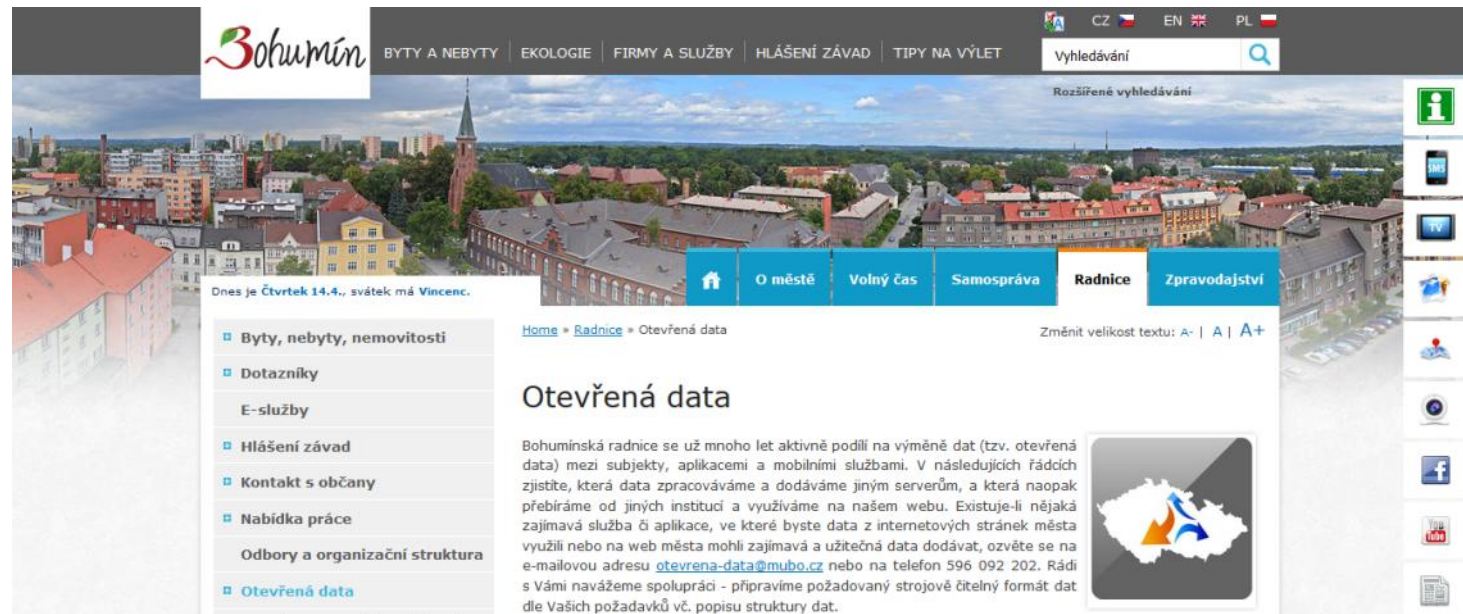 CZ EN PL
Bohumín
BYTY A NEBYTY EKOLOGIE FIRMY A SLUŽBY HLÁŠENÍ ZÁVAD TIPY NA VÝLET
Vyhledávání
Rozšířené vyhledávání
SMS
TV
O městě Volný čas Samospráva Radnice Zpravodajství
Dnes je Čtvrtek 14.4., svátek má Vincenc.
Home » Radnice » Otevřená data
Změnit velikost textu: A- | A | A+
Byty, nebyty, nemovitosti
Dotazníky
E-služby
Hlášení závad
Kontakt s občany
Nabídka práce
Odbory a organizační struktura
Otevřená data
Otevřená data
Bohumínská radnice se už mnoho let aktivně podílí na výměně dat (tzv. otevřená
data) mezi subjekty, aplikacemi a mobilními službami. V následujících řádcích
zjistíte, která data zpracováváme a dodáváme jiným serverům, a která naopak
přebíráme od jiných institucí a využíváme na našem webu. Existuje-li nějaká
zajímavá služba či aplikace, ve které byste data z internetových stránek města
využili nebo na web města mohli zajímavá a užitečná data dodávat, ozvěte se na
e-mailovou adresu otevrena-data@mubo.cz nebo na telefon 596 092 202. Rádi
s Vámi navážeme spolupráci - připravíme požadovaný strojově čitelný formát dat
dle Vašich požadavků vč. popisu struktury dat.
f
You
Tube